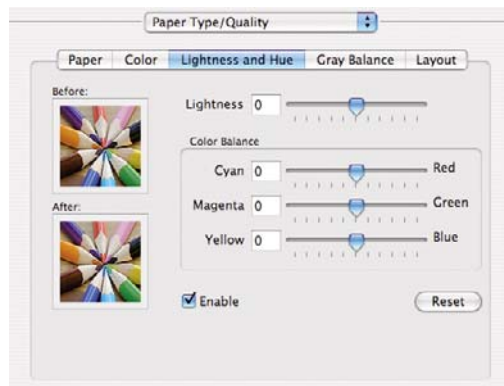 Paper Type/Quality
Paper Color Lightness and Hue Gray Balance Layout
Before:
Lightness 0
Color Balance
Cyan 0 Red
After:
Magenta 0 Green
Yellow 0 Blue
Enable Reset